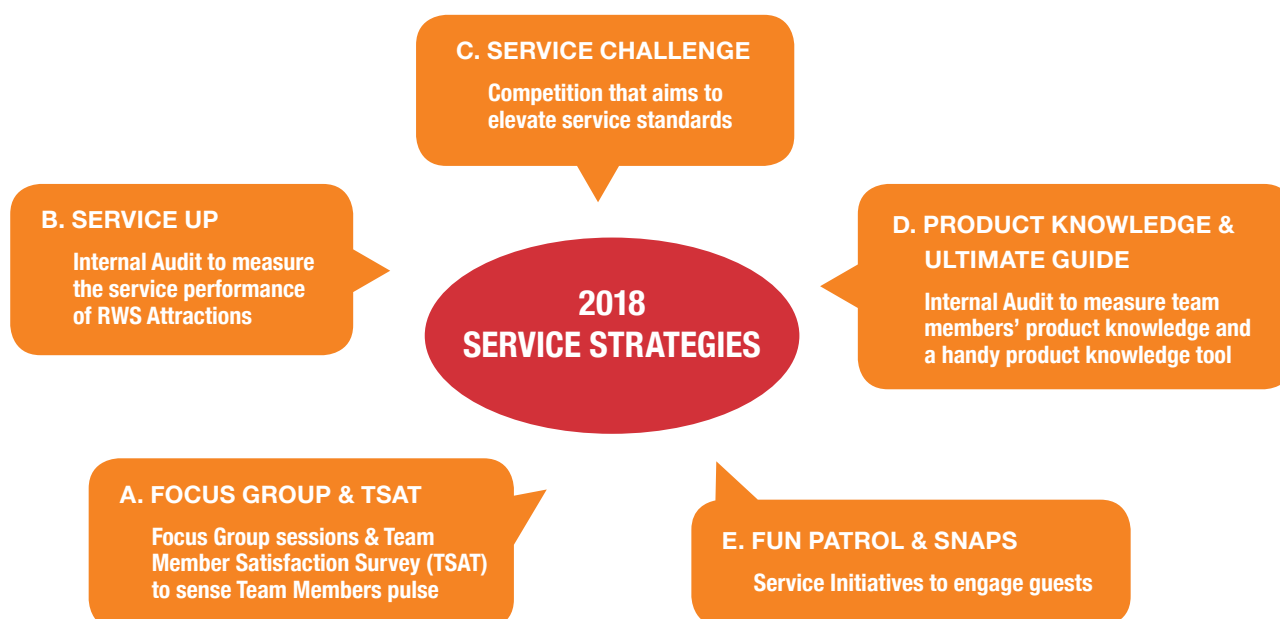 C. SERVICE CHALLENGE
Competition that aims to
elevate service standards
B. SERVICE UP
Internal Audit to measure
the service performance
of RWS Attractions
D. PRODUCT KNOWLEDGE &
ULTIMATE GUIDE
Internal Audit to measure team
members’ product knowledge and
a handy product knowledge tool
2018
SERVICE STRATEGIES
A. FOCUS GROUP & TSAT
Focus Group sessions & Team
Member Satisfaction Survey (TSAT)
to sense Team Members pulse
E. FUN PATROL & SNAPS
Service Initiatives to engage guests